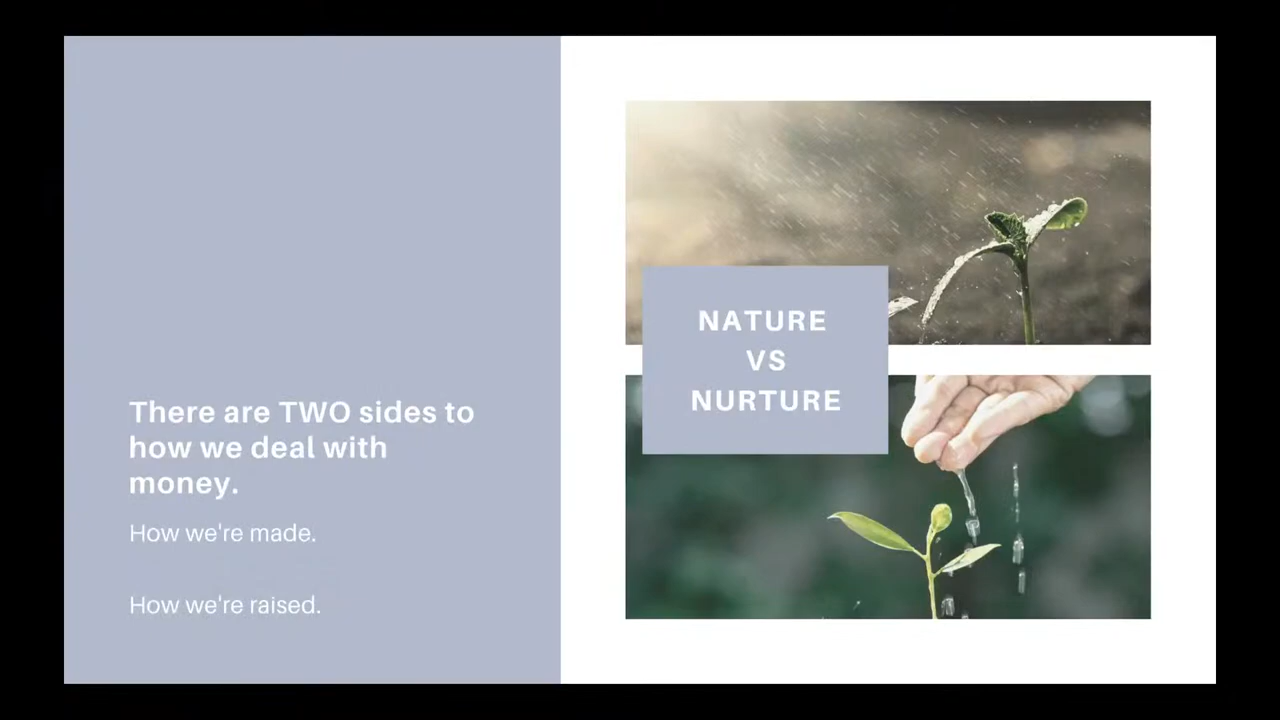 There are TWO sides to
how we deal with
money.
How we're made.
How we're raised.
NATURE
VS
NURTURE